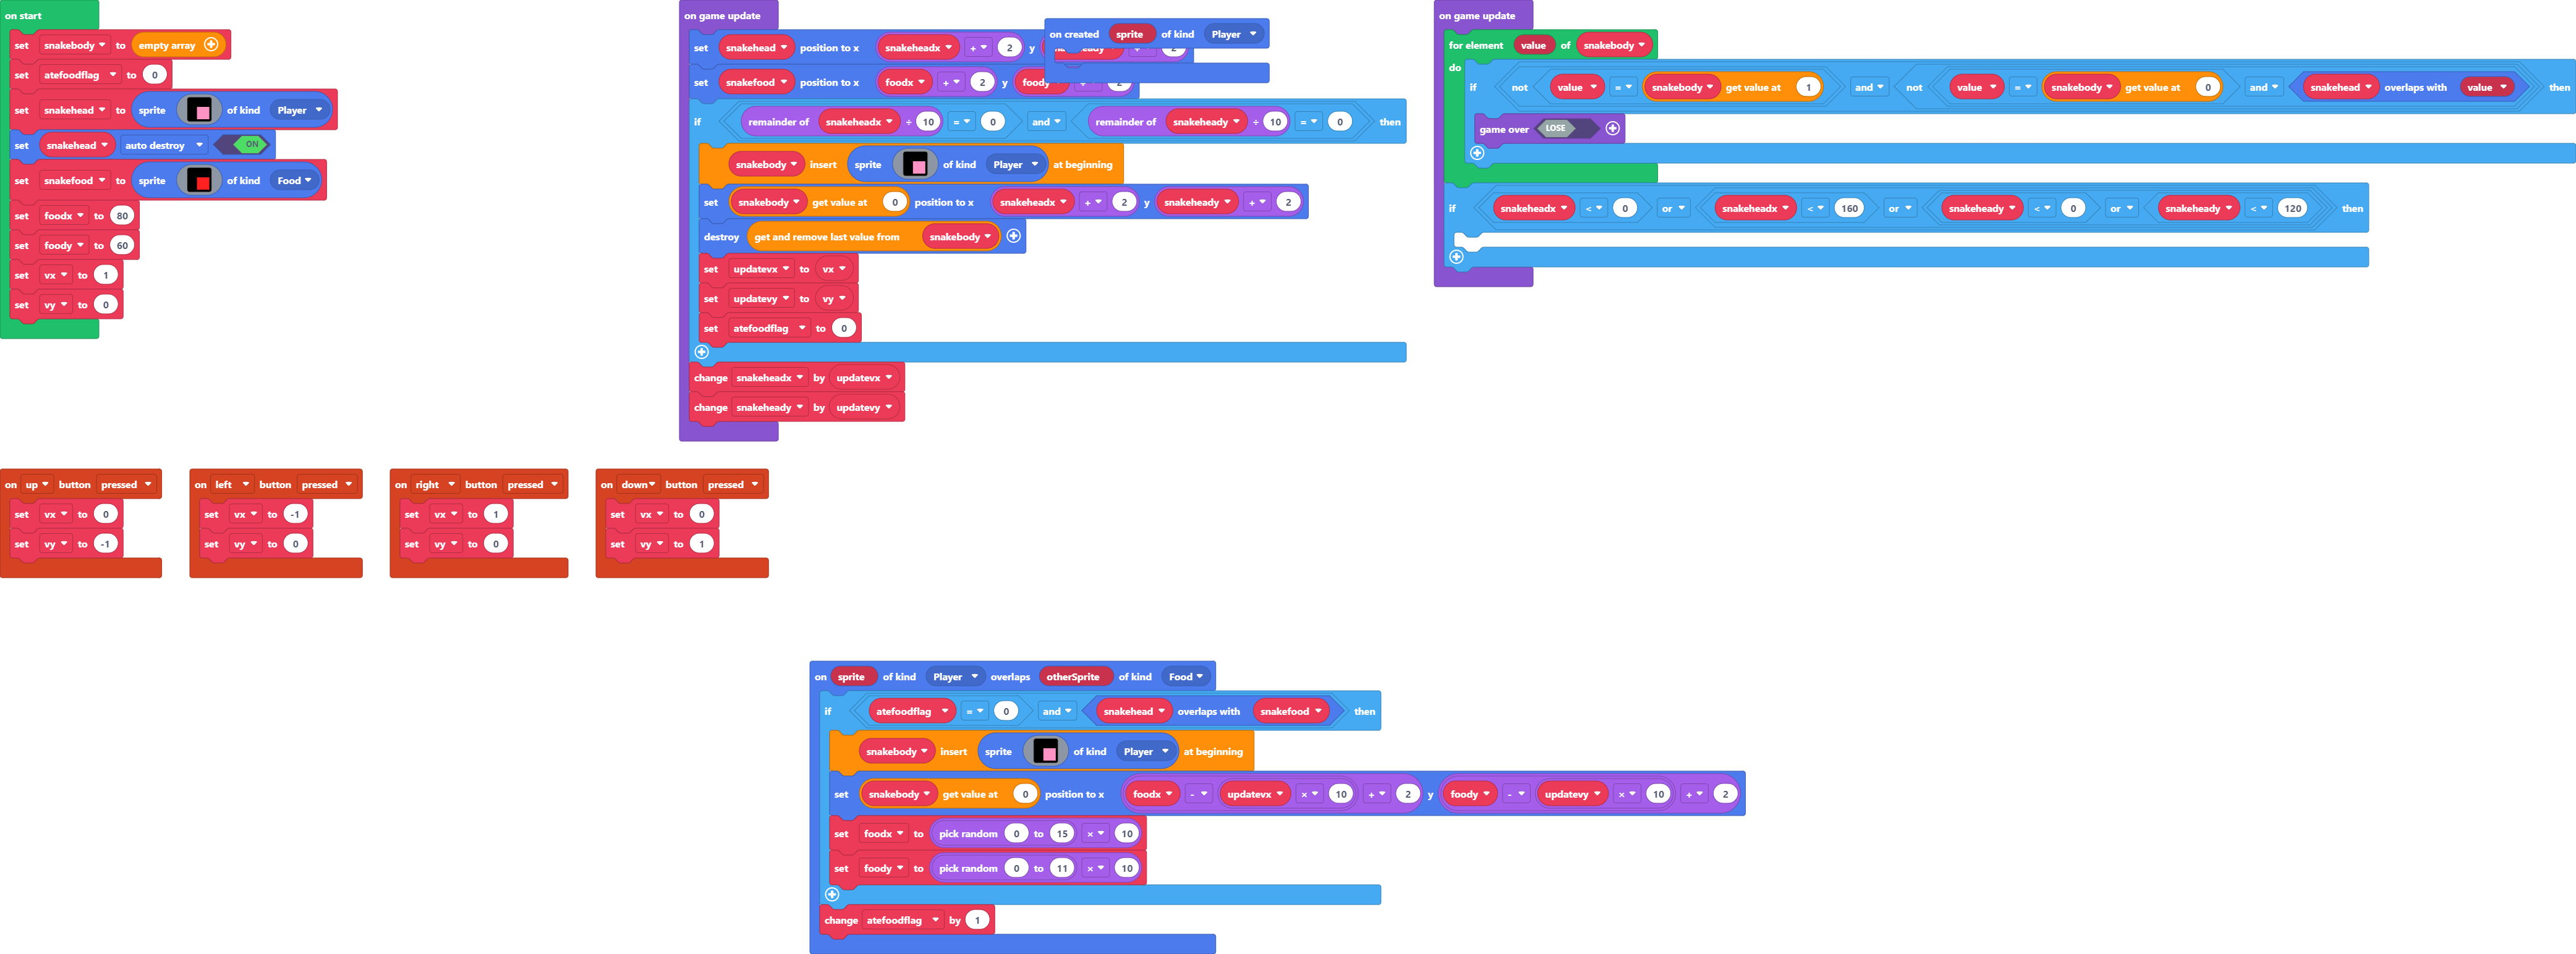 on start
set snakebody to empty array
set atefoodflag to 0
set snakehead to sprite of kind Player
set snakehead auto destroy ON
set snakefood to sprite of kind Food
set foodx to 80
set foody to 60
set vx to 1
set vy to 0
on game update
set snakehead position to x snakeheadx + 2 y
set snakefood position to x foodx + 2 y foody
if remainder of snakeheadx ÷ 10 = 0 and remainder of snakeheady ÷ 10 = 0 then
snakebody insert sprite of kind Player at beginning
set snakebody get value at 0 position to x snakeheadx + 2 y snakeheady + 2
destroy get and remove last value from snakebody
set updatevx to vx
set updatevy to vy
set atefoodflag to 0
change snakeheadx by updatevx
change snakeheady by updatevy
on created sprite of kind Player
on game update
for element value of snakebody
do
if not value = snakebody get value at 1 and not value = snakebody get value at 0 and snakehead overlaps with value then
game over LOSE
if snakeheadx < 0 or snakeheadx < 160 or snakeheady < 0 or snakeheady < 120 then
on up button pressed
set vx to 0
set vy to -1
on left button pressed
set vx to -1
set vy to 0
on right button pressed
set vx to 1
set vy to 0
on down button pressed
set vx to 0
set vy to 1
on sprite of kind Player overlaps otherSprite of kind Food
if atefoodflag = 0 and snakehead overlaps with snakefood then
snakebody insert sprite of kind Player at beginning
set snakebody get value at 0 position to x foodx - updatevx × 10 + 2 y foody - updatevy × 10 + 2
set foodx to pick random 0 to 15 × 10
set foody to pick random 0 to 11 × 10
change atefoodflag by 1